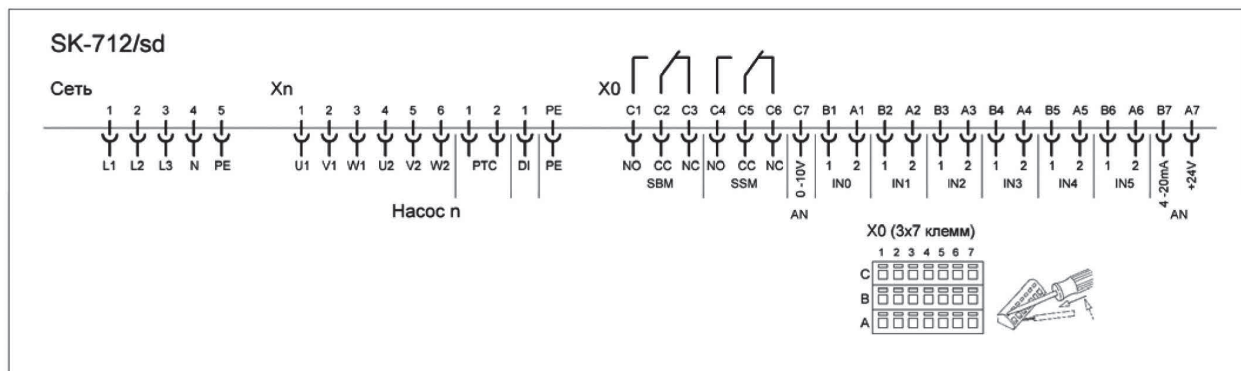 SK-712/sd
Сеть Xn X0
1 2 3 4 5 1 2 3 4 5 6 1 2 1 PE C1 C2 C3 C4 C5 C6 C7 B1 A1 B2 A2 B3 A3 B4 A4 B5 A5 B6 A6 B7 A7
L1 L2 L3 N PE U1 V1 W1 U2 V2 W2 PTC DI PE NO CC NC NO CC NC 0 -10V 1 2 1 2 1 2 1 2 1 2 1 2 4 -20mA +24V
SBM SSM IN0 IN1 IN2 IN3 IN4 IN5
Насос n AN AN
X0 (3x7 клемм)
1 2 3 4 5 6 7
C
B
A